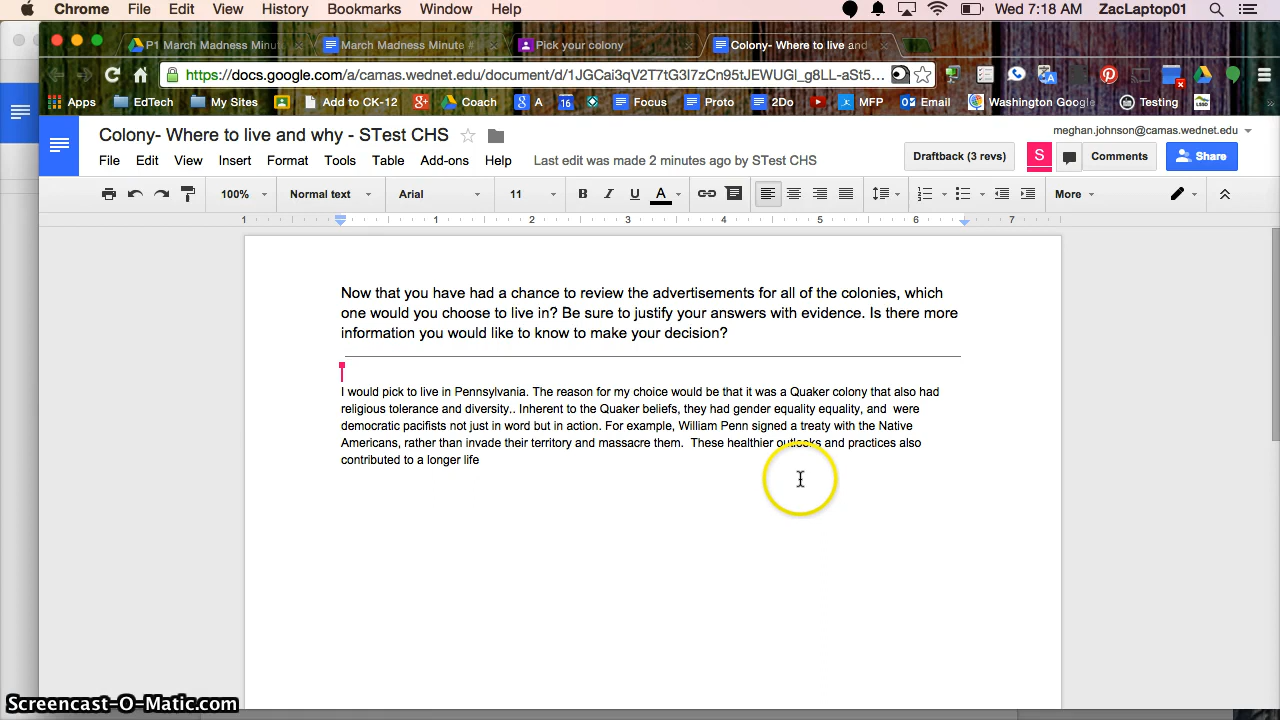 Chrome File Edit View History Bookmarks Window Help Wed 7:18 AM ZacLaptop01
P1 March Madness Minut March Madness Minute # Pick your colony Colony- Where to live and
https://docs.google.com/a/camas.wednet.edu/document/d/1JGCai3qV2T7tG3l7zCn95tJEWUGl_g8LL-aSt5...
Apps EdTech My Sites Add to CK-12 Coach A 16 Focus Proto 2Do MFP Email Washington Google Testing »
Colony- Where to live and why - STest CHS meghan.johnson@camas.wednet.edu
File Edit View Insert Format Tools Table Add-ons Help Last edit was made 2 minutes ago by STest CHS Draftback (3 revs) S Comments Share
100% Normal text Arial 11 B I U A More
1 1 2 3 4 5 6 7
Now that you have had a chance to review the advertisements for all of the colonies, which
one would you choose to live in? Be sure to justify your answers with evidence. Is there more
information you would like to know to make your decision?
I would pick to live in Pennsylvania. The reason for my choice would be that it was a Quaker colony that also had
religious tolerance and diversity.. Inherent to the Quaker beliefs, they had gender equality equality, and were
democratic pacifists not just in word but in action. For example, William Penn signed a treaty with the Native
Americans, rather than invade their territory and massacre them. These healthier outlooks and practices also
contributed to a longer life
Screencast-O-Matic.com